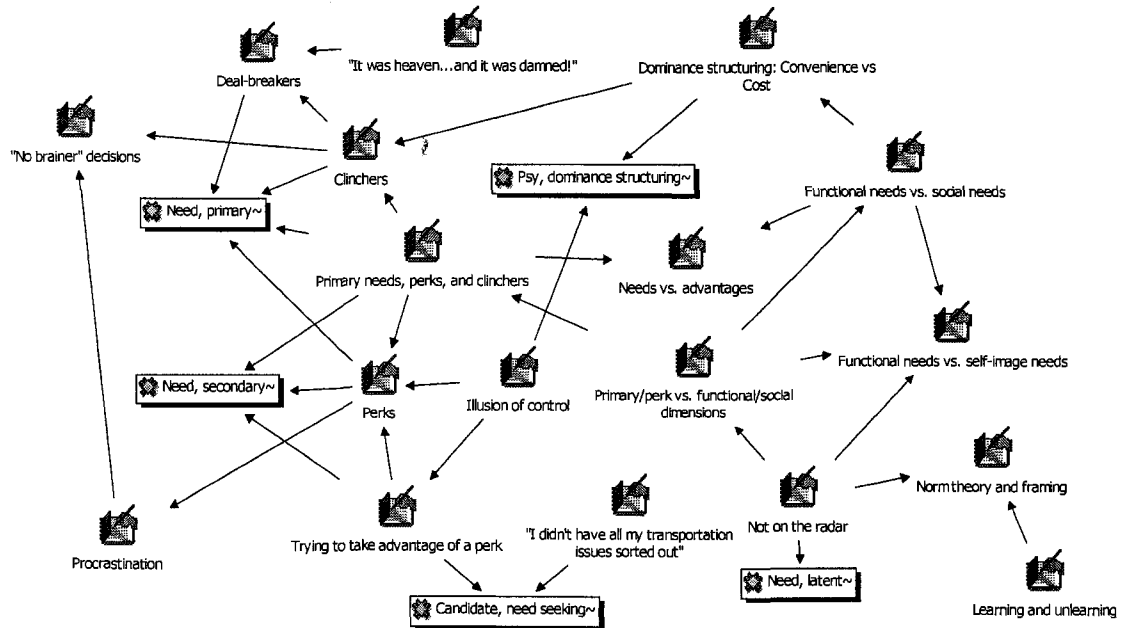 Deal-breakers
"It was heaven...and it was damned!"
Dominance structuring: Convenience vs
Cost
"No brainer" decisions
Clinchers
Psy, dominance structuring~
Functional needs vs. social needs
Need, primary~
Primary needs, perks, and clinchers
Needs vs. advantages
Functional needs vs. self-image needs
Need, secondary~
Perks
Illusion of control
Primary/perk vs. functional/social
dimensions
Norm theory and framing
Not on the radar
Trying to take advantage of a perk
"I didn't have all my transportation
issues sorted out"
Procrastination
Need, latent~
Candidate, need seeking~
Learning and unlearning